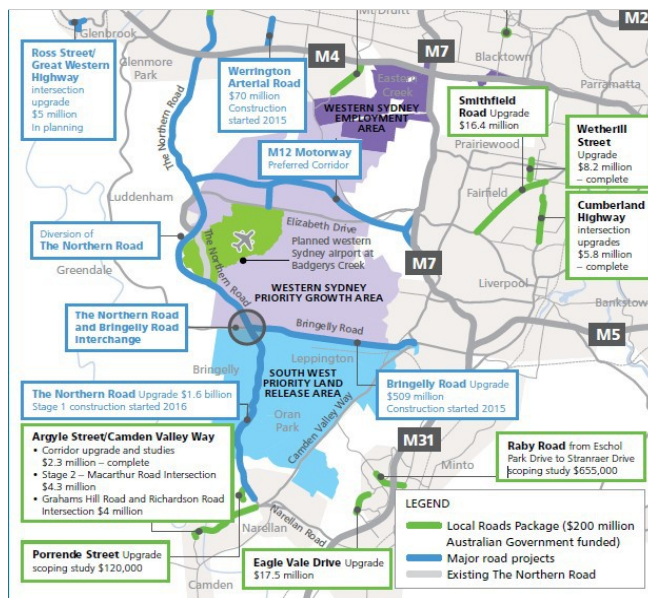 Mt Druitt
M2
Glenbrook
Ross Street/
Great Western
Highway
intersection
upgrade
$5 million
In planning
Glenmore
Park
The Northern Road
Werrington
Arterial Road
$70 million
Construction
started 2015
M4
M7
Blacktown
Eastern
Creek
Parramatta
WESTERN SYDNEY
EMPLOYMENT
AREA
Smithfield
Road Upgrade
$16.4 million
Wetherill
Street
Upgrade
$8.2 million
– complete
Prairiewood
M12 Motorway
Preferred Corridor
Fairfield
Luddenham
Cumberland
Highway
intersection
upgrades
$5.8 million
– complete
Diversion of
The Northern Road
The Northern Road
Elizabeth Drive
Planned western
Sydney airport at
Badgerys Creek
Greendale
M7
Liverpool
WESTERN SYDNEY
PRIORITY GROWTH AREA
Bankstown
The Northern Road
and Bringelly Road
Interchange
Bringelly Road
M5
Leppington
Bringelly
SOUTH WEST
PRIORITY LAND
RELEASE AREA
The Northern Road Upgrade $1.6 billion
Stage 1 construction started 2016
Bringelly Road Upgrade
$509 million
Construction started 2015
Oran
Park
Camden Valley Way
Argyle Street/Camden Valley Way
• Corridor upgrade and studies
$2.3 million – complete
• Stage 2 – Macarthur Road Intersection
$4.3 million
• Grahams Hill Road and Richardson Road
Intersection $4 million
M31
Minto
Raby Road from Eschol
Park Drive to Stranraer Drive
scoping study $655,000
Narellan
Narellan Road
Porrende Street Upgrade
scoping study $120,000
Camden
Eagle Vale Drive Upgrade
$17.5 million
LEGEND
Local Roads Package ($200 million
Australian Government funded)
Major road projects
Existing The Northern Road